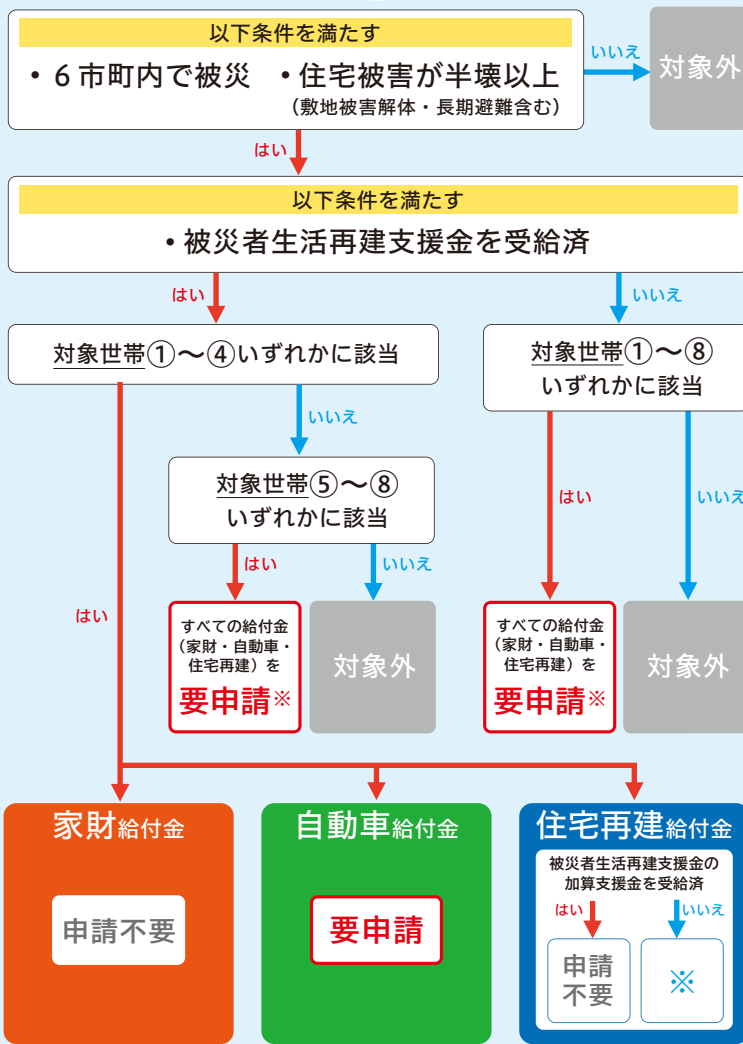 以下条件を満たす
・6市町内で被災 ・住宅被害が半壊以上
(敷地被害解体・長期避難含む)
いいえ
対象外
はい
以下条件を満たす
・被災者生活再建支援金を受給済
はい
いいえ
対象世帯①～④いずれかに該当
対象世帯①～⑧
いずれかに該当
いいえ
対象世帯⑤～⑧
いずれかに該当
はい
いいえ
はい
いいえ
はい
すべての給付金
(家財・自動車・
住宅再建)を
要申請※
対象外
すべての給付金
(家財・自動車・
住宅再建)を
要申請※
対象外
家財給付金
申請不要
自動車給付金
要申請
住宅再建給付金
被災者生活再建支援金の
加算支援金を受給済
はい
いいえ
申請
不要
※